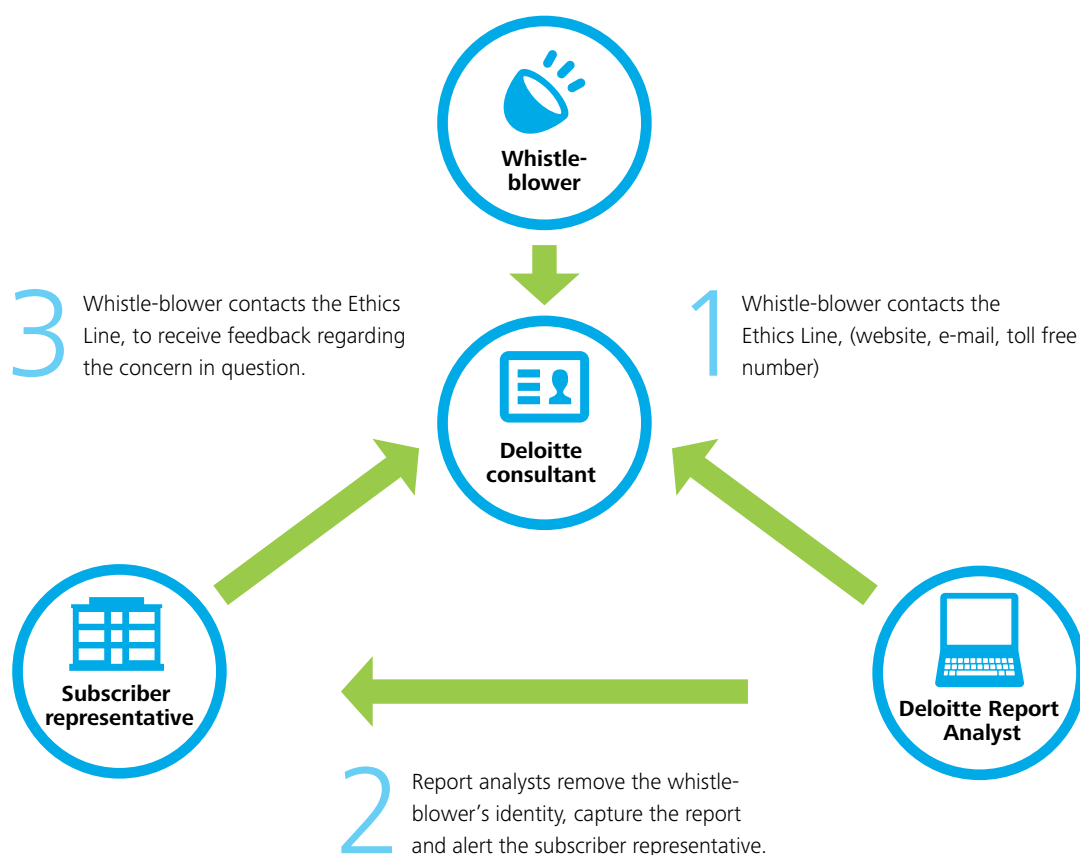 Whistle-
blower
3
Whistle-blower contacts the Ethics
Line, to receive feedback regarding
the concern in question.
1
Whistle-blower contacts the
Ethics Line, (website, e-mail, toll free
number)
Deloitte
consultant
Subscriber
representative
Deloitte Report
Analyst
2
Report analysts remove the whistle-
blower’s identity, capture the report
and alert the subscriber representative.